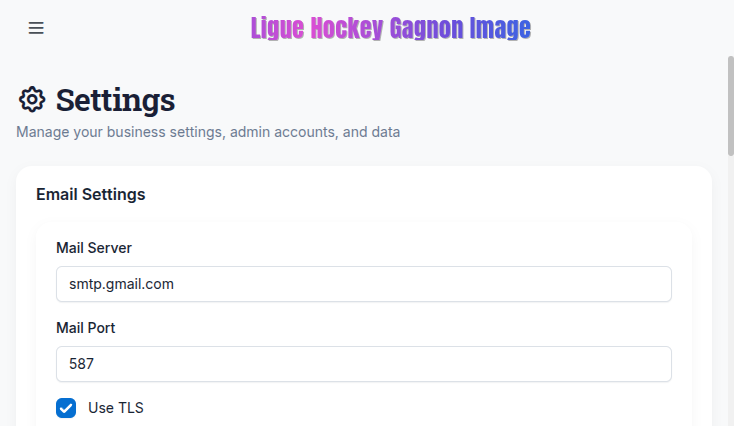 Ligue Hockey Gagnon Image
Settings
Manage your business settings, admin accounts, and data
Email Settings
Mail Server
smtp.gmail.com
Mail Port
587
Use TLS